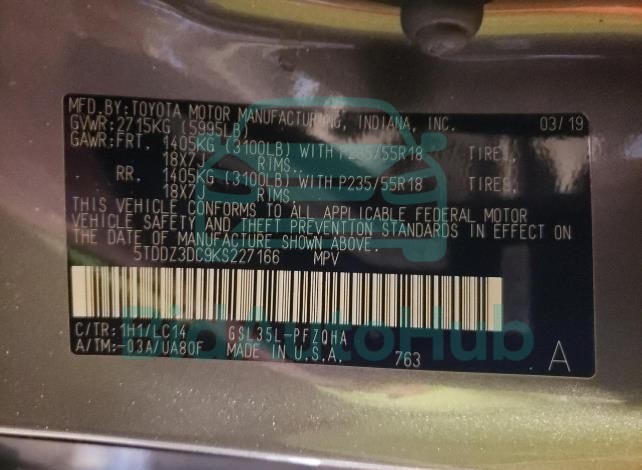 MFD. BY: TOYOTA MOTOR MANUFACTURING, INDIANA, INC. 03/19
GVWR: 2715KG (5995LB)
GAWR: FRT. 1405KG (3100LB) WITH P235/55R18 TIRES,
18X7J RIMS.
RR. 1405KG (3100LB) WITH P235/55R18 TIRES,
18X7J RIMS.
THIS VEHICLE CONFORMS TO ALL APPLICABLE FEDERAL MOTOR
VEHICLE SAFETY AND THEFT PREVENTION STANDARDS IN EFFECT ON
THE DATE OF MANUFACTURE SHOWN ABOVE.
5TDDZ3DC9KS227166 MPV
C/TR: 1H1/LC14 GSL35L-PFZQHA
A/TM: -03A/UA80F MADE IN U.S.A. 763 A
BidAutoHub